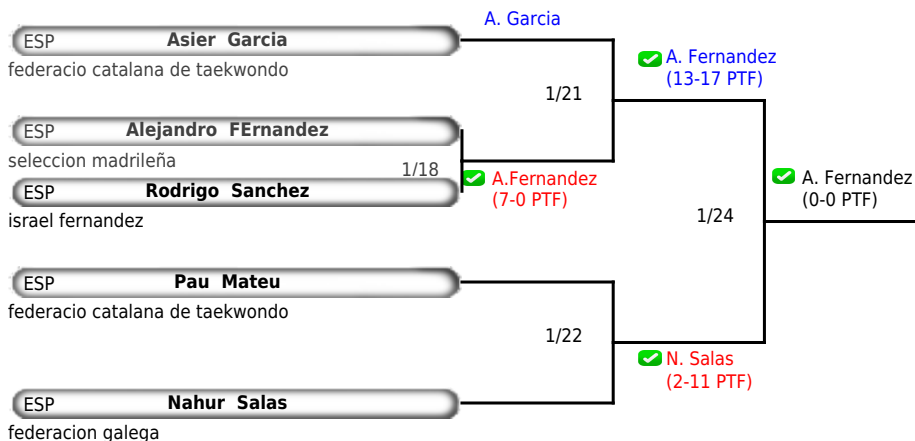 A. Garcia
ESP Asier Garcia
federacio catalana de taekwondo
A. Fernandez
(13-17 PTF)
1/21
ESP Alejandro FErnandez
seleccion madrileña
1/18
A.Fernandez
(7-0 PTF)
ESP Rodrigo Sanchez
israel fernandez
A. Fernandez
(0-0 PTF)
1/24
ESP Pau Mateu
federacio catalana de taekwondo
1/22
N. Salas
(2-11 PTF)
ESP Nahur Salas
federacion galega